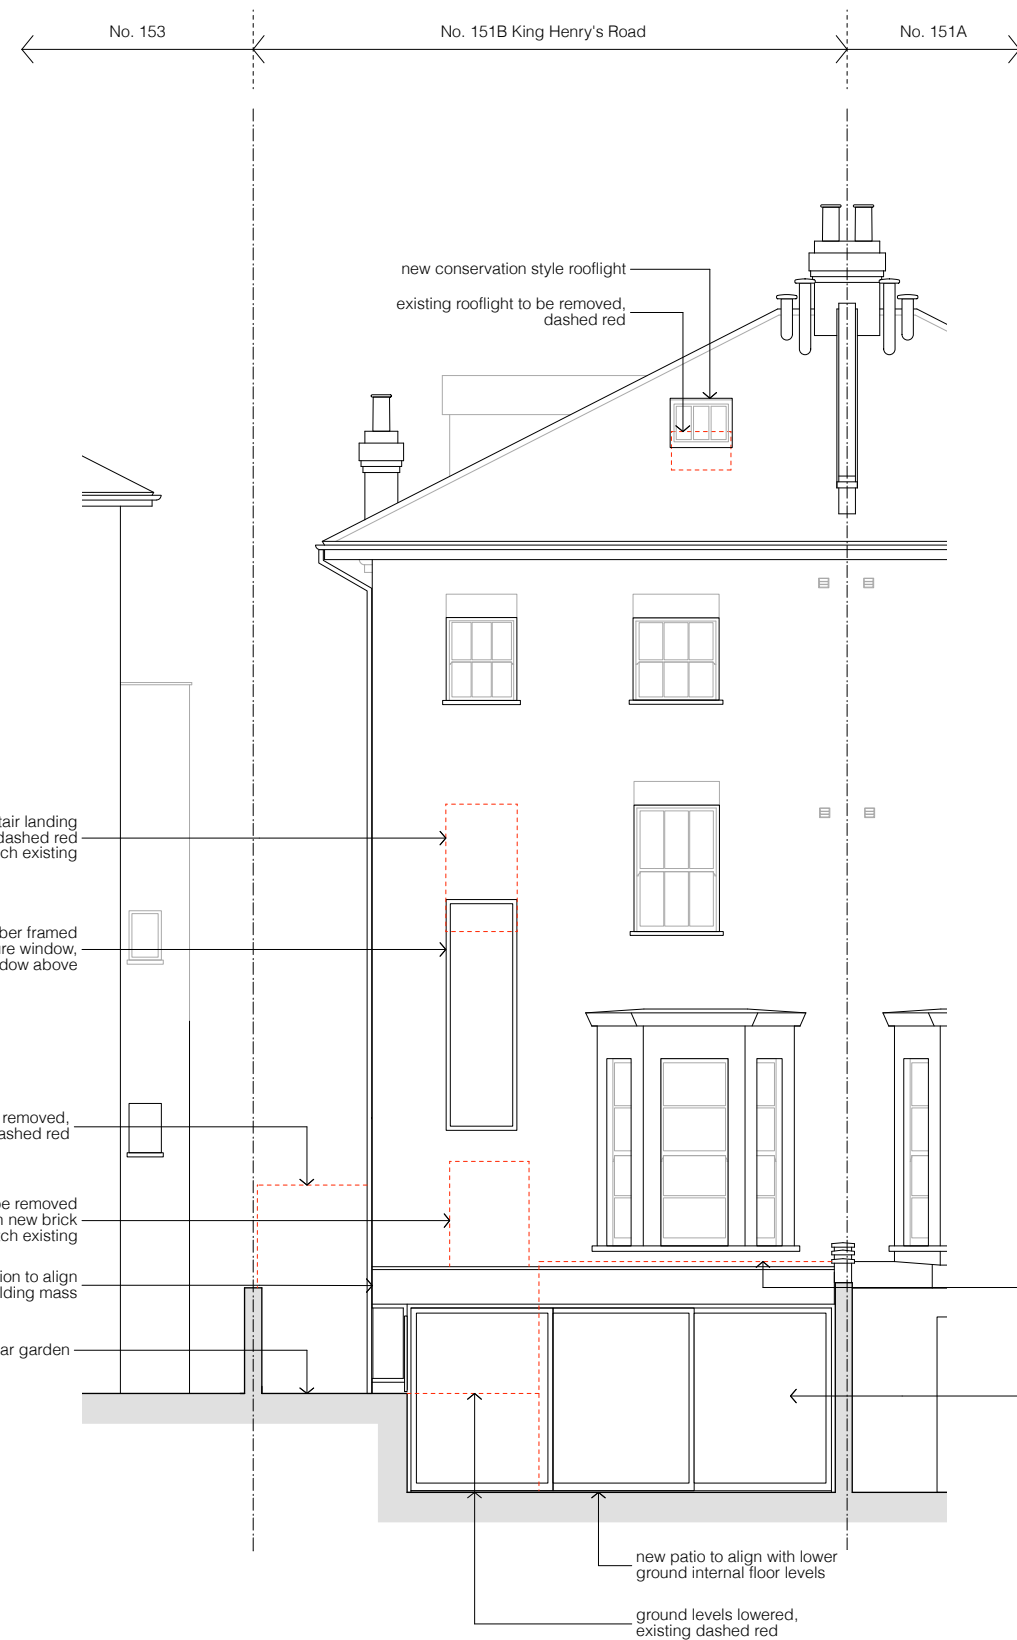 No. 153
No. 151B King Henry's Road
No. 151A
new conservation style rooflight
existing rooflight to be removed,
dashed red
tair landing
dashed red
ch existing
ber framed
re window,
dow above
removed,
ashed red
be removed
n new brick
ch existing
ion to align
lding mass
ar garden
new patio to align with lower
ground internal floor levels
ground levels lowered,
existing dashed red